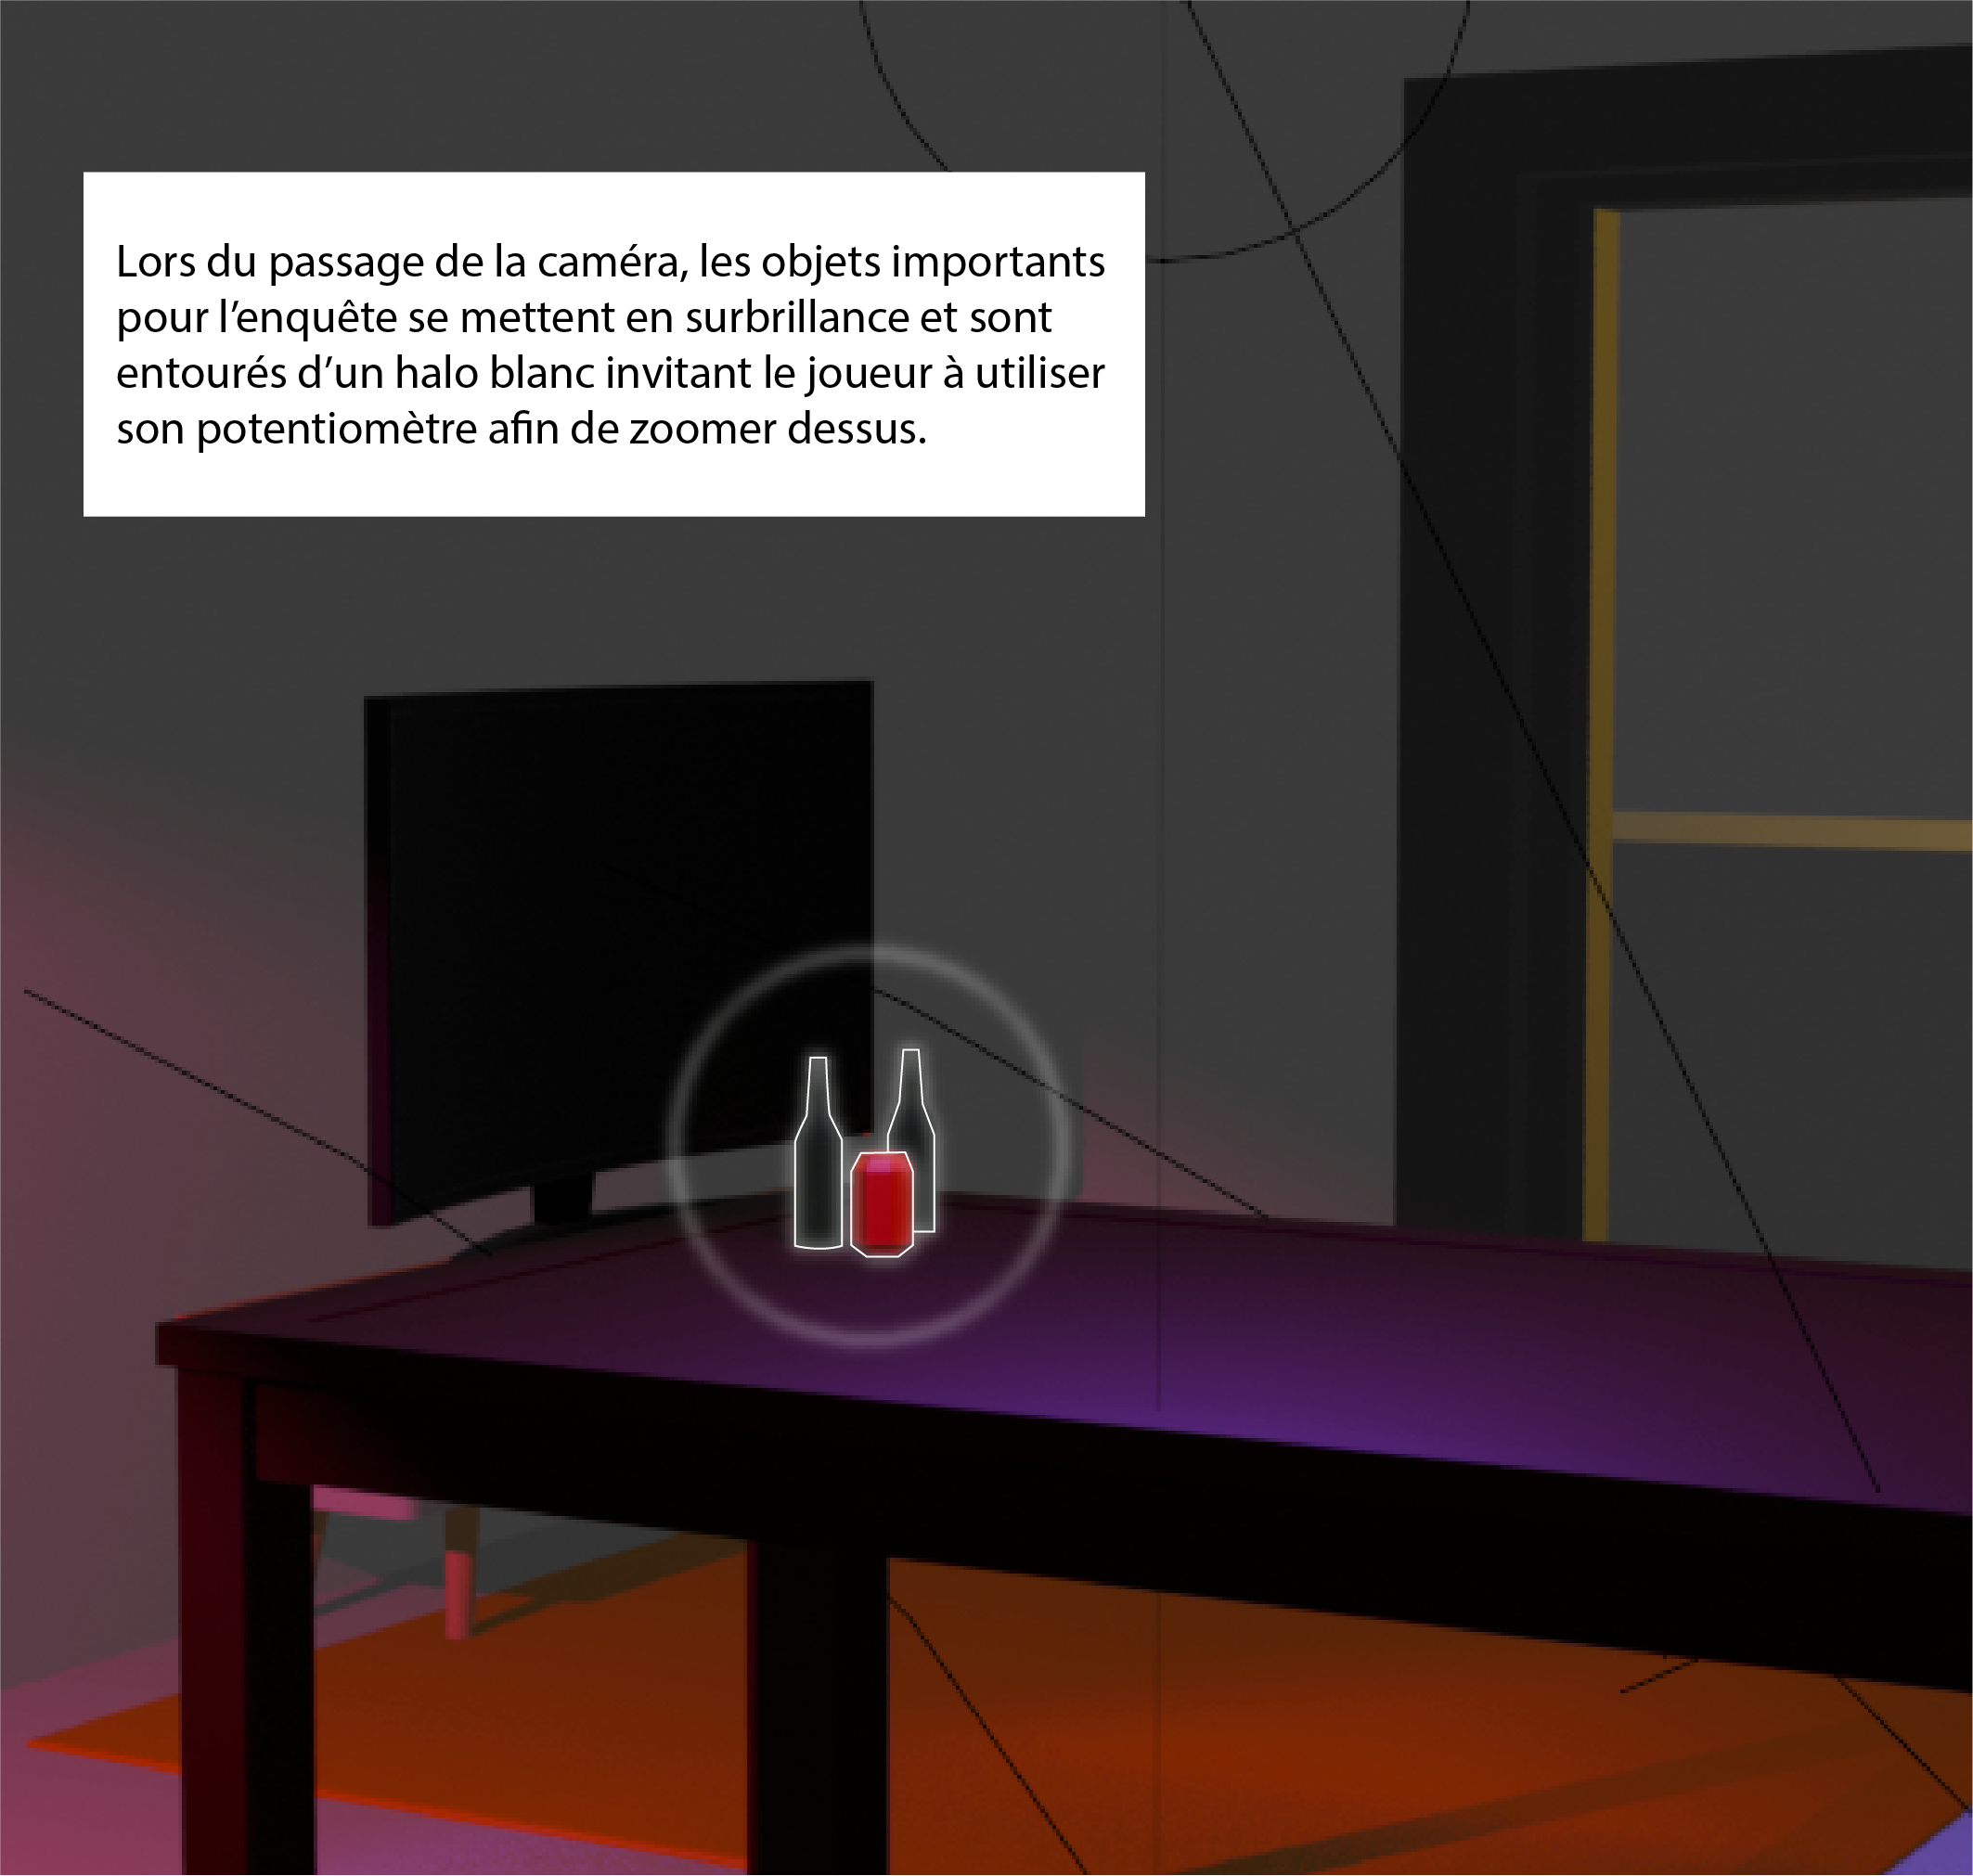 Lors du passage de la caméra, les objets importants
pour l’enquête se mettent en surbrillance et sont
entourés d’un halo blanc invitant le joueur à utiliser
son potentiomètre afin de zoomer dessus.